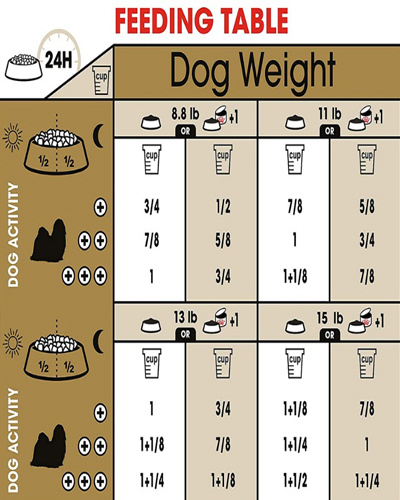 FEEDING TABLE
24H
cup
Dog Weight
8.8 lb +1 11 lb +1
OR OR
1/2 1/2
cup cup cup cup
DOG ACTIVITY
+ 3/4 1/2 7/8 5/8
++ 7/8 5/8 1 3/4
+++ 1 3/4 1+1/8 7/8
13 lb +1 15 lb +1
OR OR
1/2 1/2
cup cup cup cup
DOG ACTIVITY
+ 1 3/4 1+1/8 7/8
++ 1+1/8 7/8 1+1/4 1
+++ 1+1/4 1+1/8 1+1/2 1+1/4